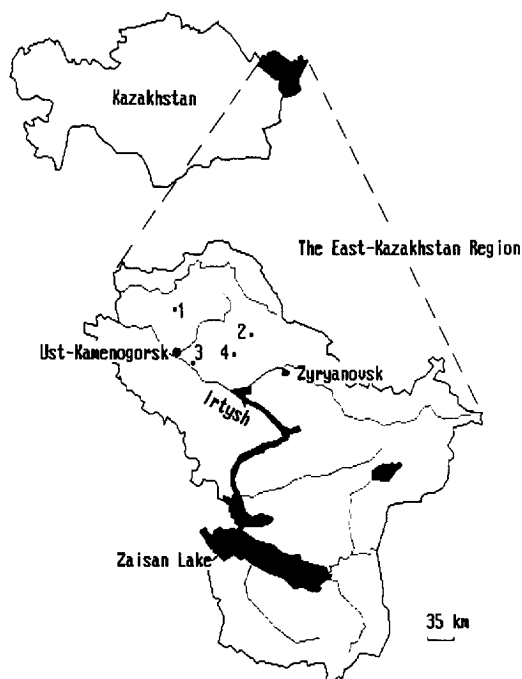 Kazakhstan
The East-Kazakhstan Region
1
2
Ust-Kamenogorsk
3
4
Zyryanovsk
Irtysh
Zaisan Lake
35 km